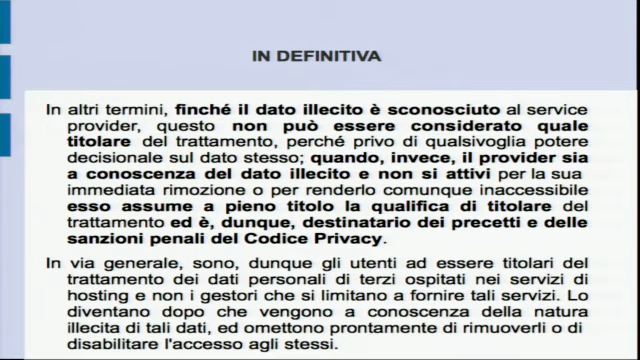 IN DEFINITIVA
In altri termini, finché il dato illecito è sconosciuto al service
provider, questo non può essere considerato quale
titolare del trattamento, perché privo di qualsivoglia potere
decisionale sul dato stesso; quando, invece, il provider sia
a conoscenza del dato illecito e non si attivi per la sua
immediata rimozione o per renderlo comunque inaccessibile
esso assume a pieno titolo la qualifica di titolare del
trattamento ed è, dunque, destinatario dei precetti e delle
sanzioni penali del Codice Privacy.
In via generale, sono, dunque gli utenti ad essere titolari del
trattamento dei dati personali di terzi ospitati nei servizi di
hosting e non i gestori che si limitano a fornire tali servizi. Lo
diventano dopo che vengono a conoscenza della natura
illecita di tali dati, ed omettono prontamente di rimuoverli o di
disabilitare l'accesso agli stessi.